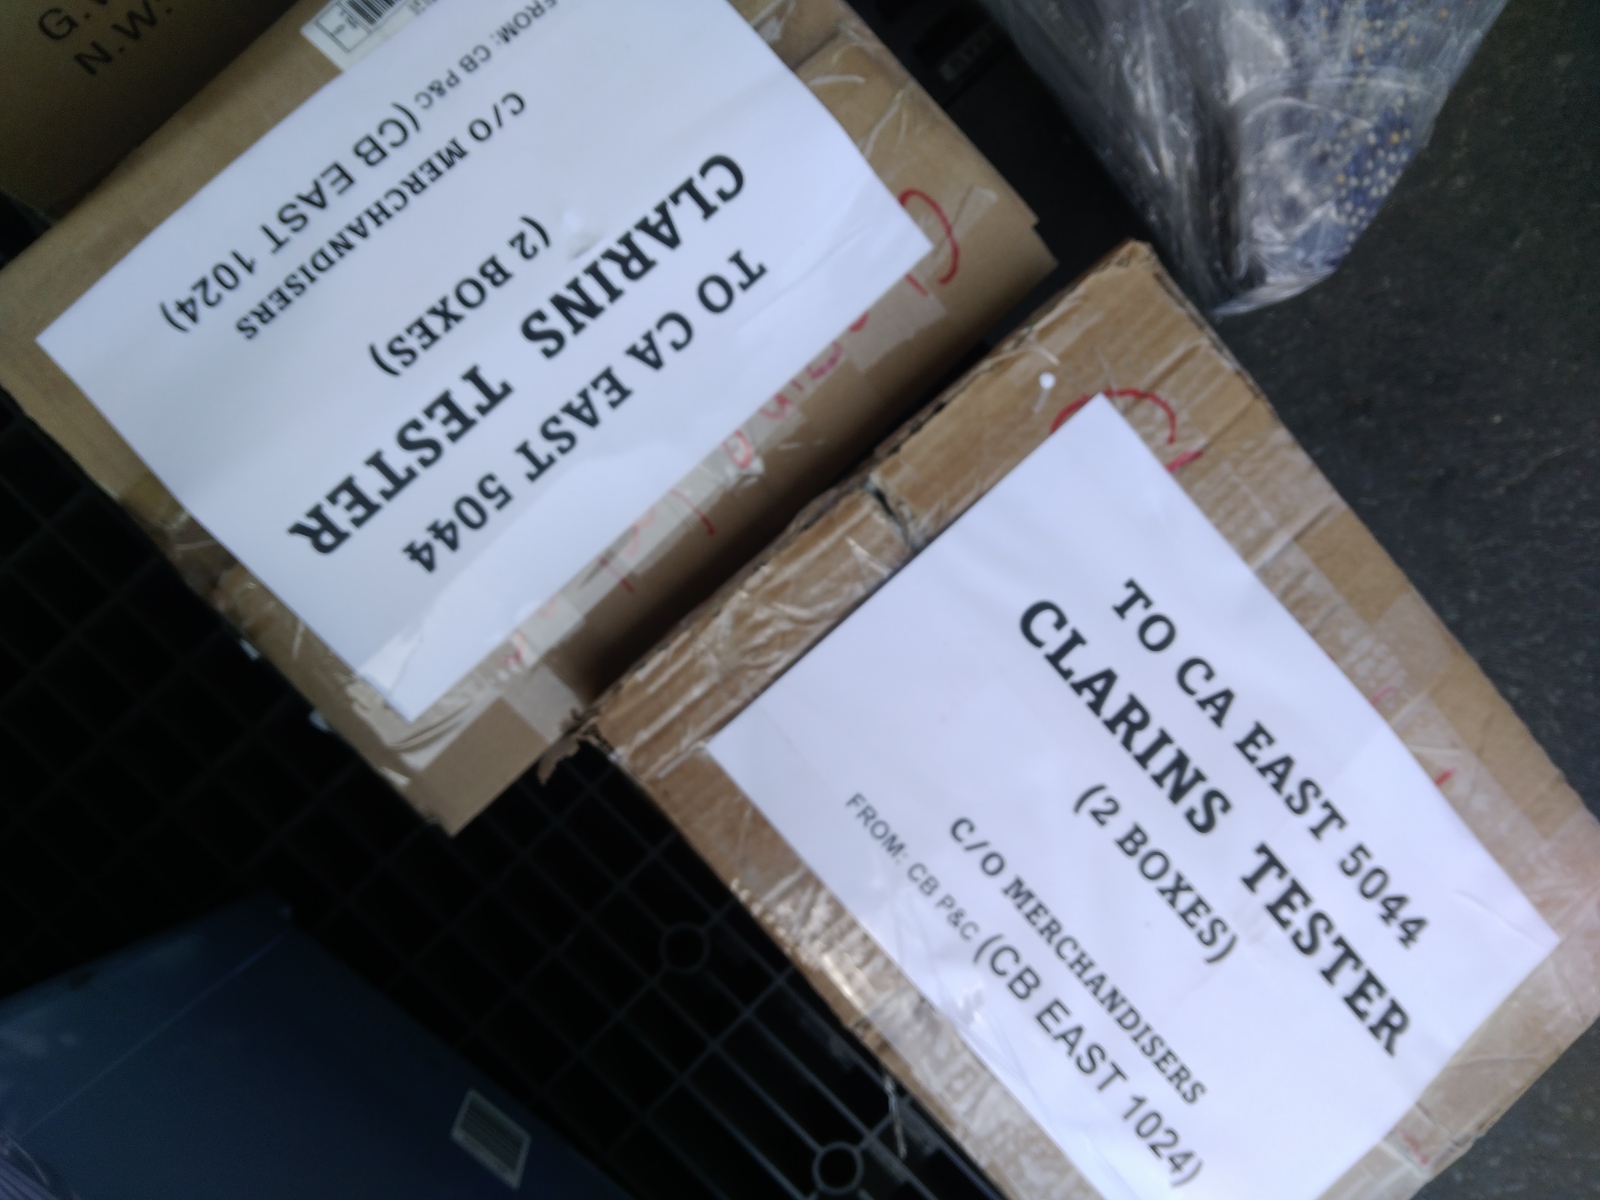 G.W.
N.W.
TO CA EAST 5044
CLARINS TESTER
(2 BOXES)
C/O MERCHANDISERS
FROM: CB P&C (CB EAST 1024)
TO CA EAST 5044
CLARINS TESTER
(2 BOXES)
C/O MERCHANDISERS
FROM: CB P&C (CB EAST 1024)